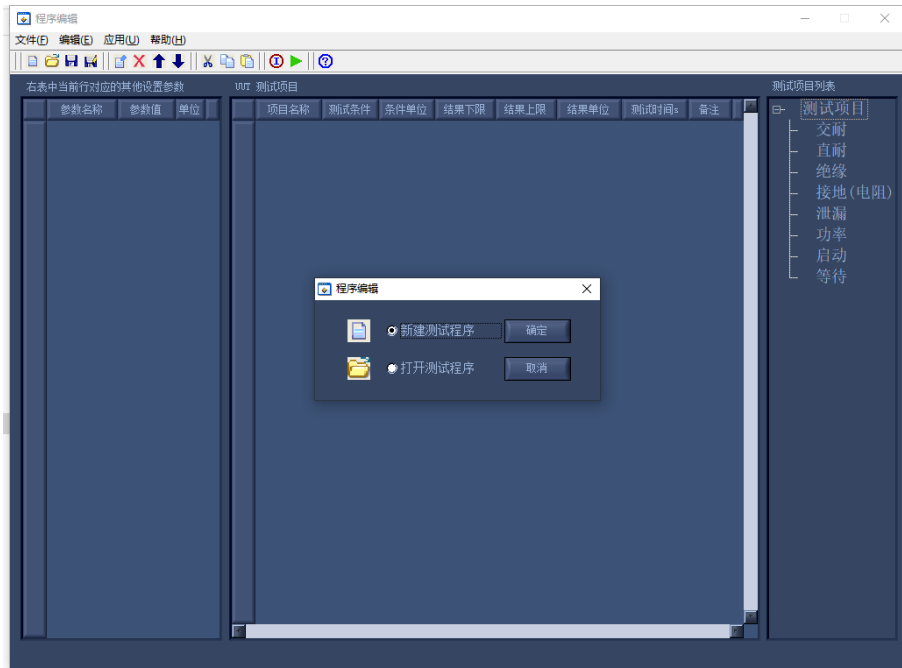 程序编辑
文件(F) 编辑(E) 应用(U) 帮助(H)
右表中当前行对应的其他设置参数
参数名称 参数值 单位
UUT 测试项目
项目名称 测试条件 条件单位 结果下限 结果上限 结果单位 测试时间s 备注
测试项目列表
测试项目
交耐
直耐
绝缘
接地(电阻)
泄漏
功率
启动
等待
程序编辑
新建测试程序 确定
打开测试程序 取消